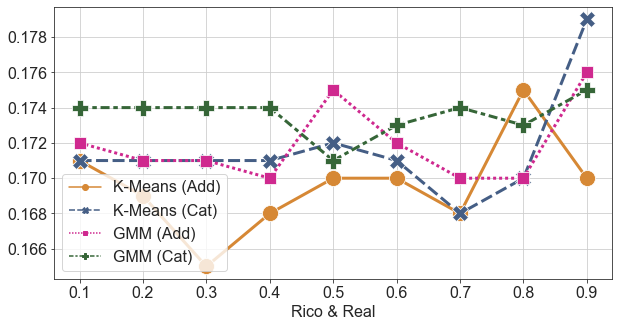 0.178
0.176
0.174
0.172
0.170
0.168
0.166
K-Means (Add)
K-Means (Cat)
GMM (Add)
GMM (Cat)
0.1 0.2 0.3 0.4 0.5 0.6 0.7 0.8 0.9
Rico & Real